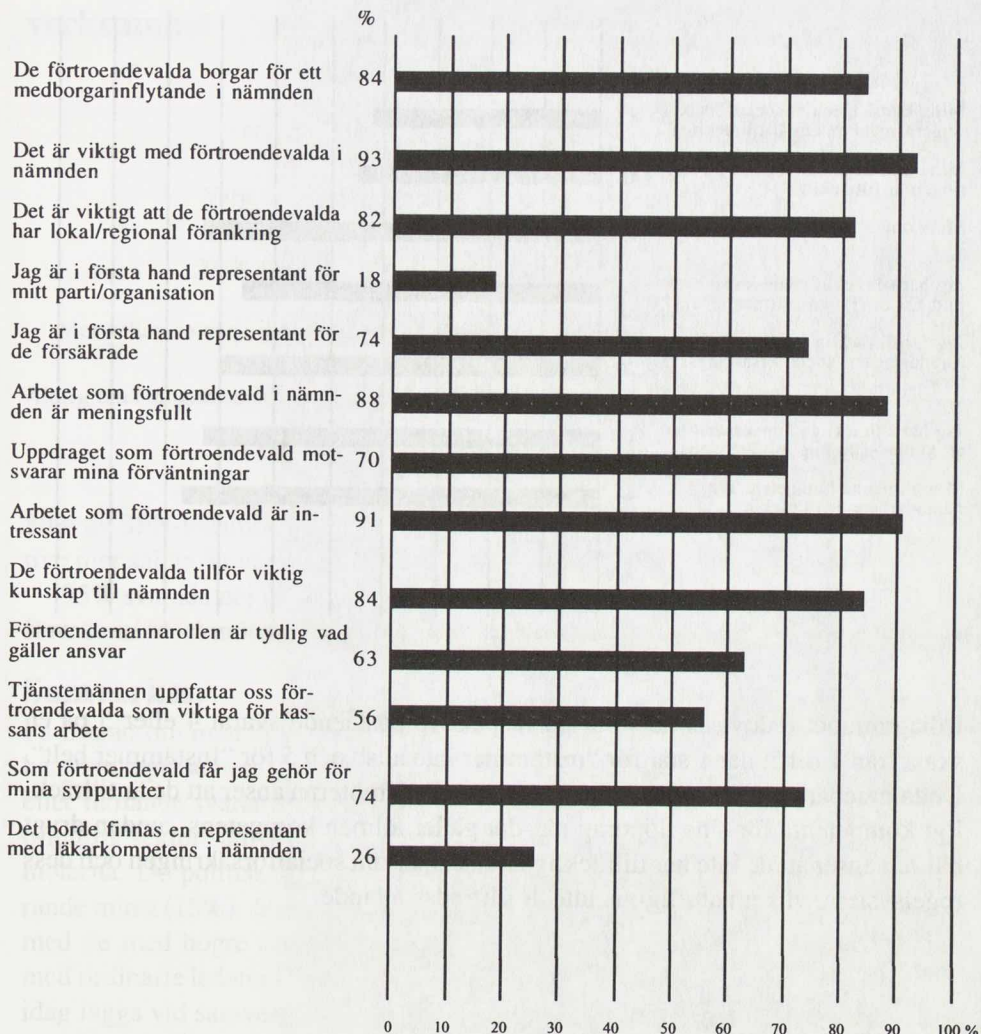 %
De förtroendevalda borgar för ett
medborgarinflytande i nämnden 84
Det är viktigt med förtroendevalda i
nämnden 93
Det är viktigt att de förtroendevalda
har lokal/regional förankring 82
Jag är i första hand representant för
mitt parti/organisation 18
Jag är i första hand representant för
de försäkrade 74
Arbetet som förtroendevald i nämn-
den är meningsfullt 88
Uppdraget som förtroendevald mot-
svarar mina förväntningar 70
Arbetet som förtroendevald är in-
tressant 91
De förtroendevalda tillför viktig
kunskap till nämnden 84
Förtroendemannarollen är tydlig vad
gäller ansvar 63
Tjänstemännen uppfattar oss för-
troendevalda som viktiga för kas-
sans arbete 56
Som förtroendevald får jag gehör för
mina synpunkter 74
Det borde finnas en representant
med läkarkompetens i nämnden 26
0 10 20 30 40 50 60 70 80 90 100 %